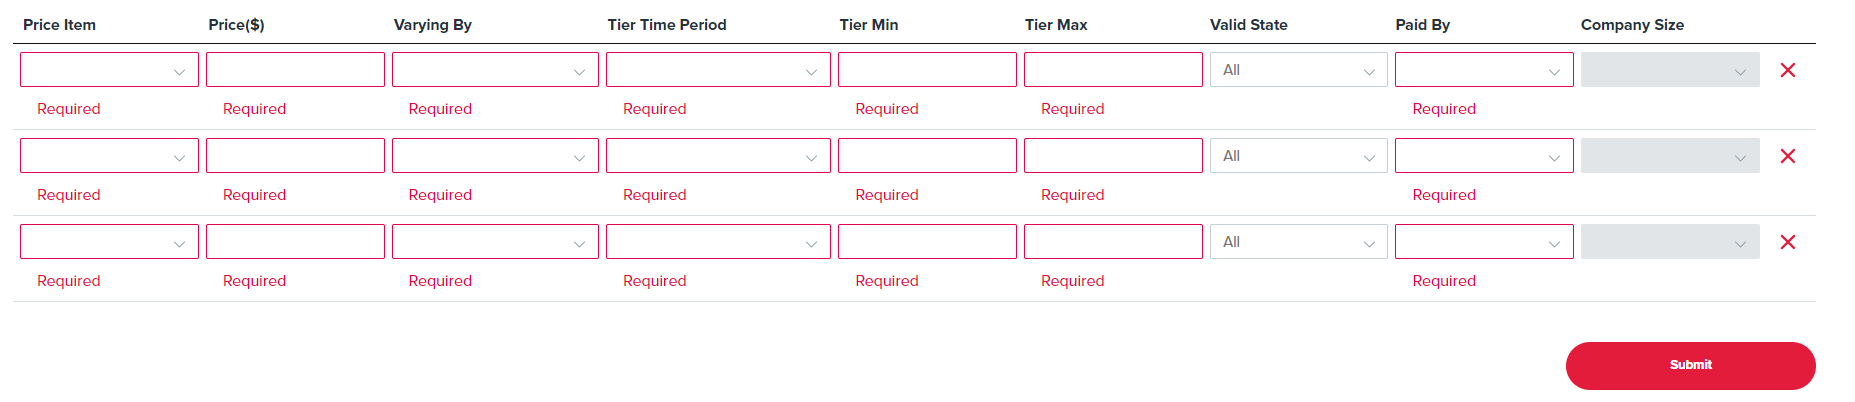 Price Item Price($) Varying By Tier Time Period Tier Min Tier Max Valid State Paid By Company Size
All
Required Required Required Required Required Required Required
All
Required Required Required Required Required Required Required
All
Required Required Required Required Required Required Required
Submit